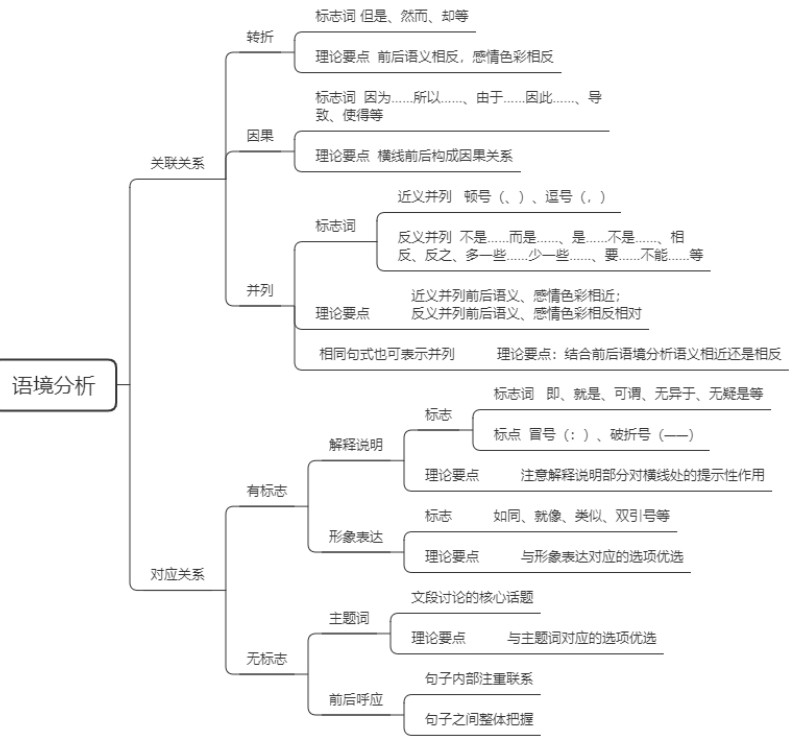 语境分析
关联关系
转折
标志词 但是、然而、却等
理论要点 前后语义相反，感情色彩相反
因果
标志词 因为……所以……、由于……因此……、导
致、使得等
理论要点 横线前后构成因果关系
并列
标志词
近义并列 顿号（、）、逗号（，）
反义并列 不是……而是……、是……不是……、相
反、反之、多一些……少一些……、要……不能……等
理论要点
近义并列前后语义、感情色彩相近；
反义并列前后语义、感情色彩相反相对
相同句式也可表示并列 理论要点：结合前后语境分析语义相近还是相反
对应关系
有标志
解释说明
标志
标志词 即、就是、可谓、无异于、无疑是等
标点 冒号（：）、破折号（——）
理论要点 注意解释说明部分对横线处的提示性作用
形象表达
标志 如同、就像、类似、双引号等
理论要点 与形象表达对应的选项优选
无标志
主题词
文段讨论的核心话题
理论要点 与主题词对应的选项优选
前后呼应
句子内部注重联系
句子之间整体把握